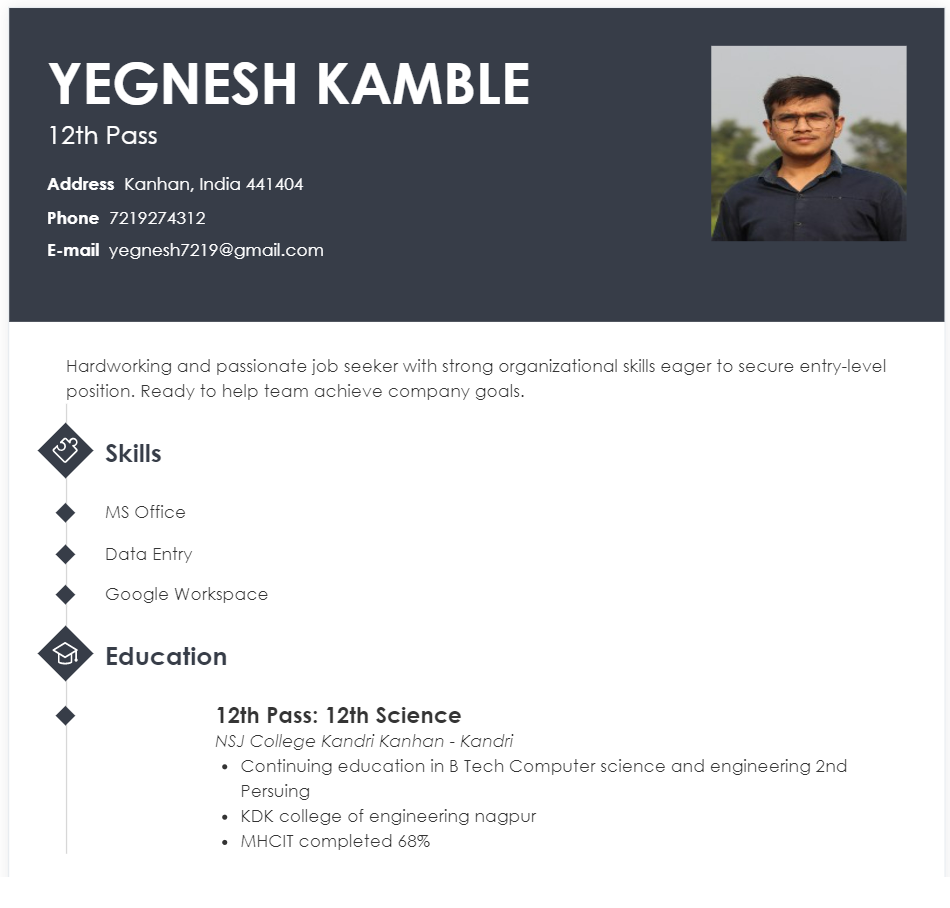 YEGNESH KAMBLE
12th Pass
Address Kanhan, India 441404
Phone 7219274312
E-mail yegnesh7219@gmail.com
Hardworking and passionate job seeker with strong organizational skills eager to secure entry-level
position. Ready to help team achieve company goals.
Skills
MS Office
Data Entry
Google Workspace
Education
12th Pass: 12th Science
NSJ College Kandri Kanhan - Kandri
• Continuing education in B Tech Computer science and engineering 2nd
Persuing
• KDK college of engineering nagpur
• MHCIT completed 68%